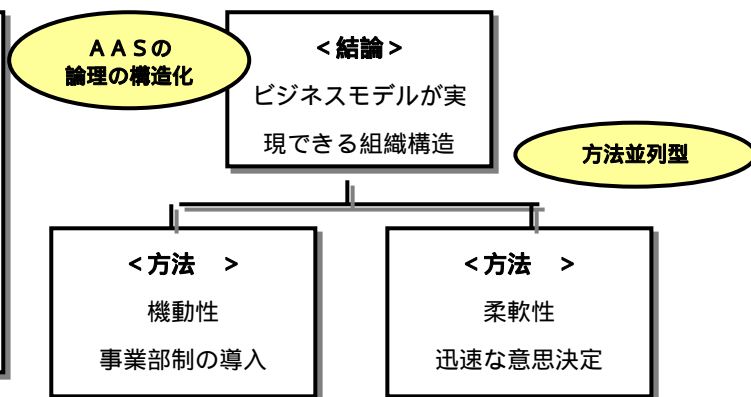 ＡＡＳの
論理の構造化
＜結論＞
ビジネスモデルが実
現できる組織構造
方法並列型
＜方法　＞
機動性
事業部制の導入
＜方法　＞
柔軟性
迅速な意思決定